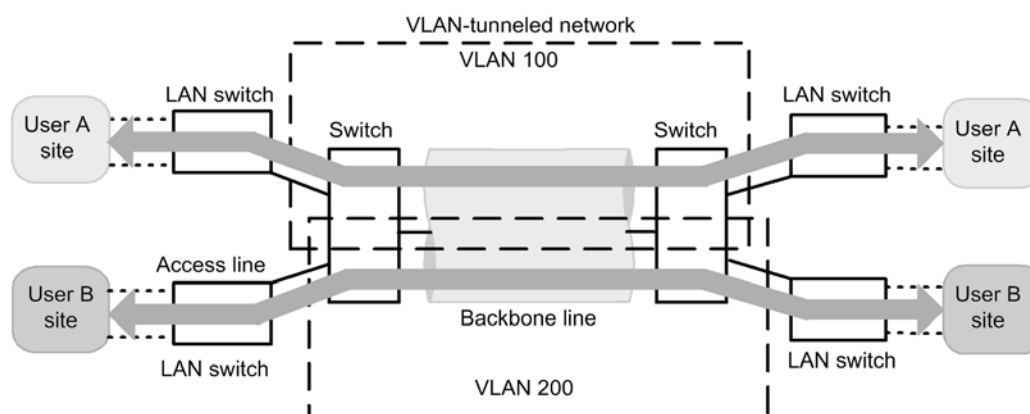 VLAN-tunneled network
VLAN 100
LAN switch
LAN switch
User A
site
Switch
Switch
User A
site
Access line
User B
site
User B
site
Backbone line
LAN switch
LAN switch
VLAN 200